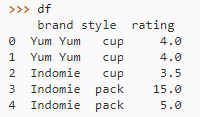 >>> df
     brand style  rating
0  Yum Yum   cup     4.0
1  Yum Yum   cup     4.0
2  Indomie   cup     3.5
3  Indomie  pack    15.0
4  Indomie  pack     5.0